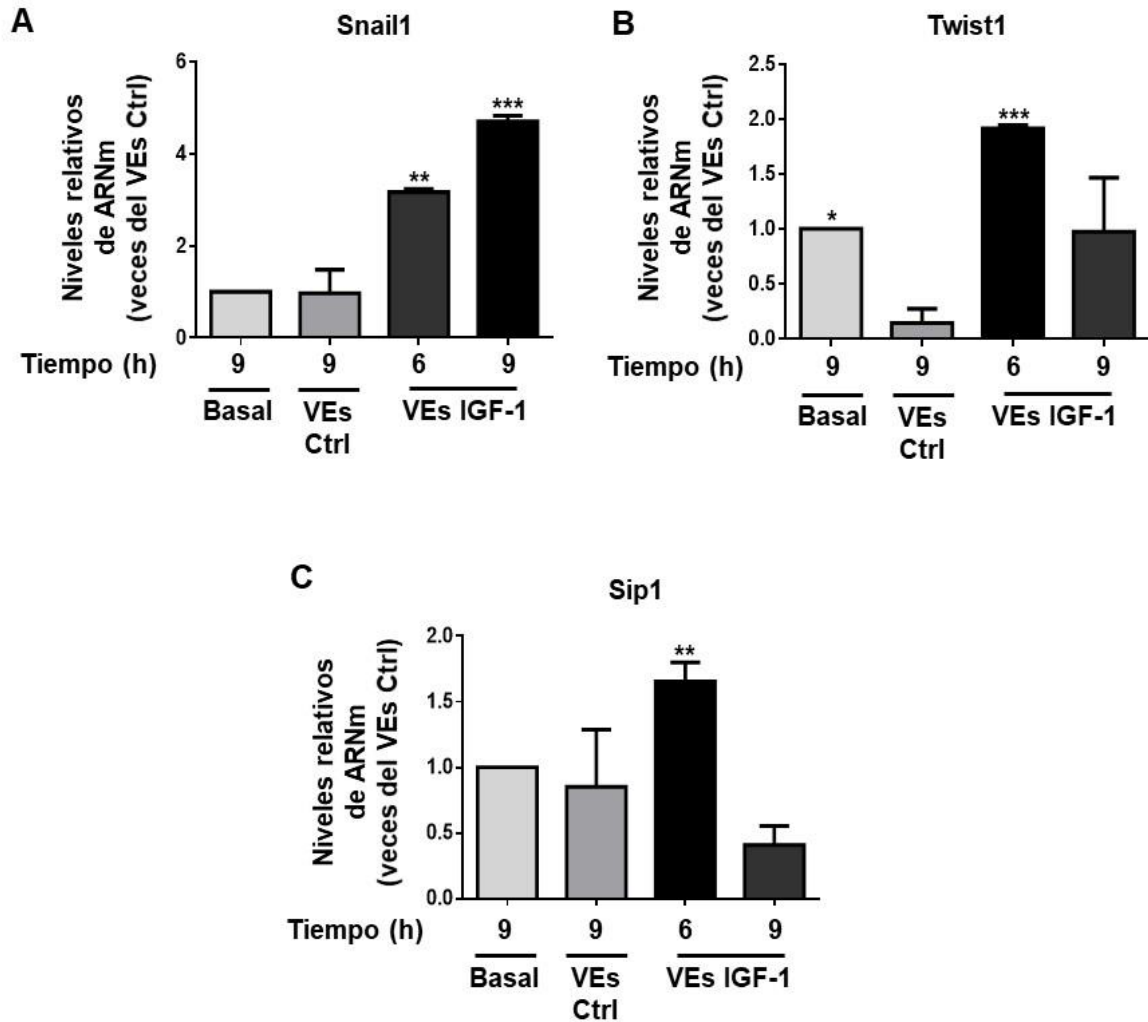 A
Snail1
Niveles relativos
de ARNm
(veces del VEs Ctrl)
6
4
2
0
**
***
Tiempo (h) 9 9 6 9
Basal VEs VEs IGF-1
Ctrl
B
Twist1
Niveles relativos
de ARNm
(veces del VEs Ctrl)
2.5
2.0
1.5
1.0
0.5
0.0
*
***
Tiempo (h) 9 9 6 9
Basal VEs VEs IGF-1
Ctrl
C
Sip1
Niveles relativos
de ARNm
(veces del VEs Ctrl)
2.0
1.5
1.0
0.5
0.0
**
Tiempo (h) 9 9 6 9
Basal VEs VEs IGF-1
Ctrl